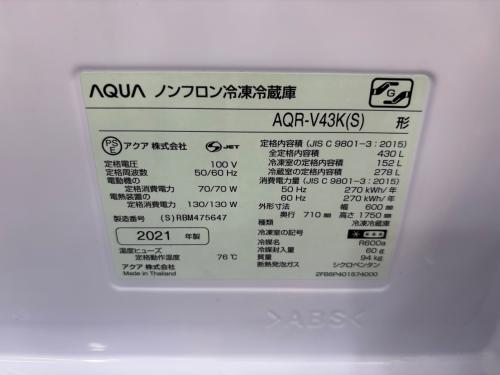 AQUA ノンフロン冷凍冷蔵庫
G
AQR-V43K(S) 形
PS E アクア 株式会社 S JET
定格電圧 100 V
定格周波数 50/60 Hz
電動機の
定格消費電力 70/70 W
電熱装置の
定格消費電力 130/130 W
製造番号 (S)RBM475647
2021 年製
温度ヒューズ
定格動作温度 76℃
アクア 株式会社
Made in Thailand
定格内容積 (JIS C 9801-3:2015)
全定格内容積 430 L
冷凍室の定格内容積 152 L
冷蔵室の定格内容積 278 L
消費電力量 (JIS C 9801-3:2015)
50 Hz 270 kWh/年
60 Hz 270 kWh/年
外形寸法 幅 600 mm
奥行 710 mm 高さ 1750 mm
種類 冷凍冷蔵庫
冷凍室の記号 * ***
冷媒名 R600a
冷媒封入量 60 g
質量 94 kg
断熱発泡ガス シクロペンタン
2FB6P401574000
>ABS<